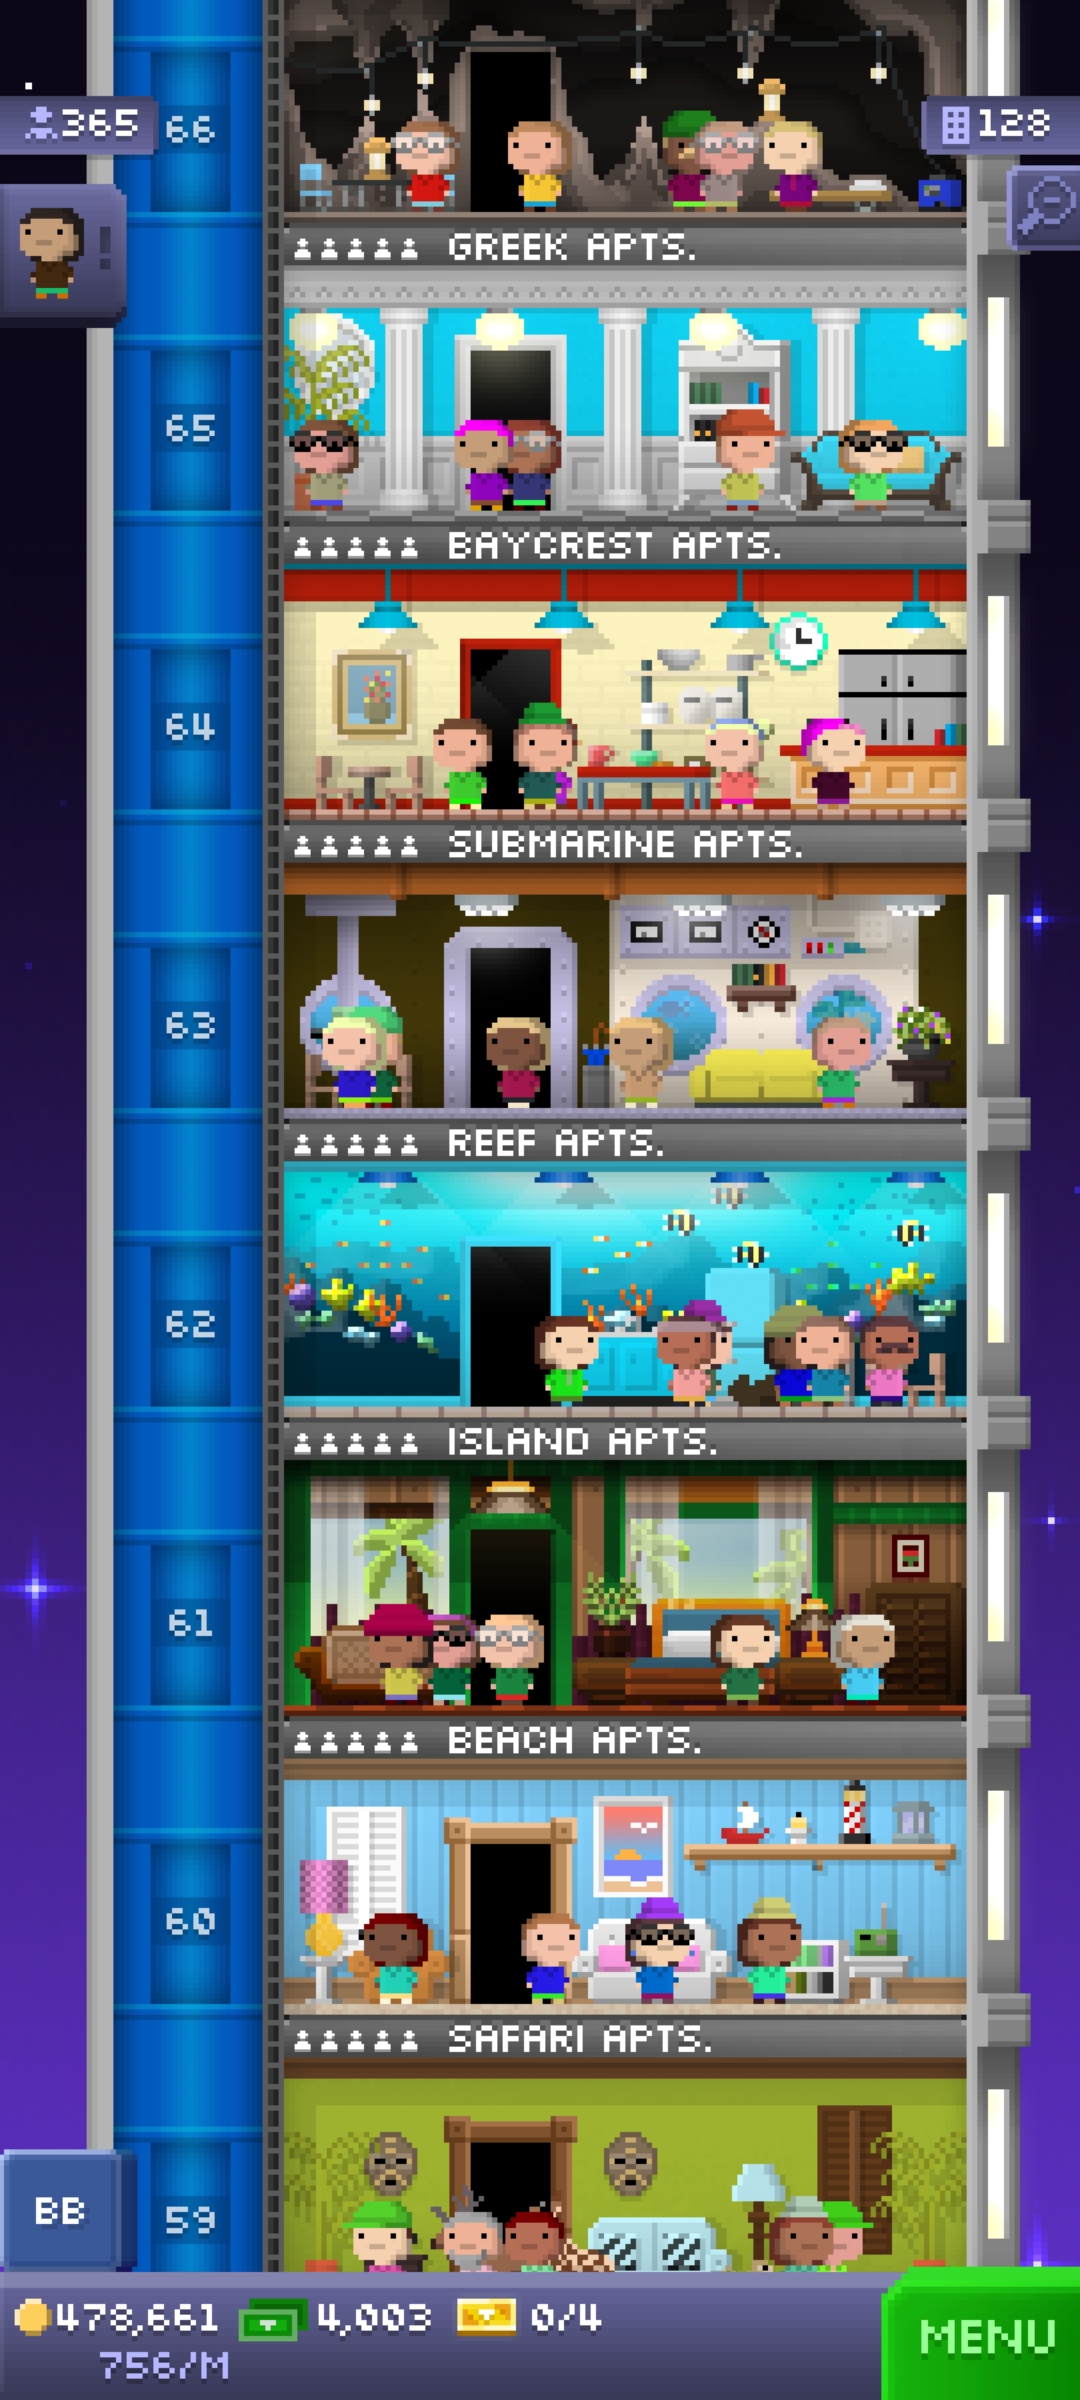 365
128
66
GREEK APTS.
65
BAYCREST APTS.
64
SUBMARINE APTS.
63
REEF APTS.
62
ISLAND APTS.
61
BEACH APTS.
60
SAFARI APTS.
59
BB
478,661 4,003 0/4
756/M
MENU